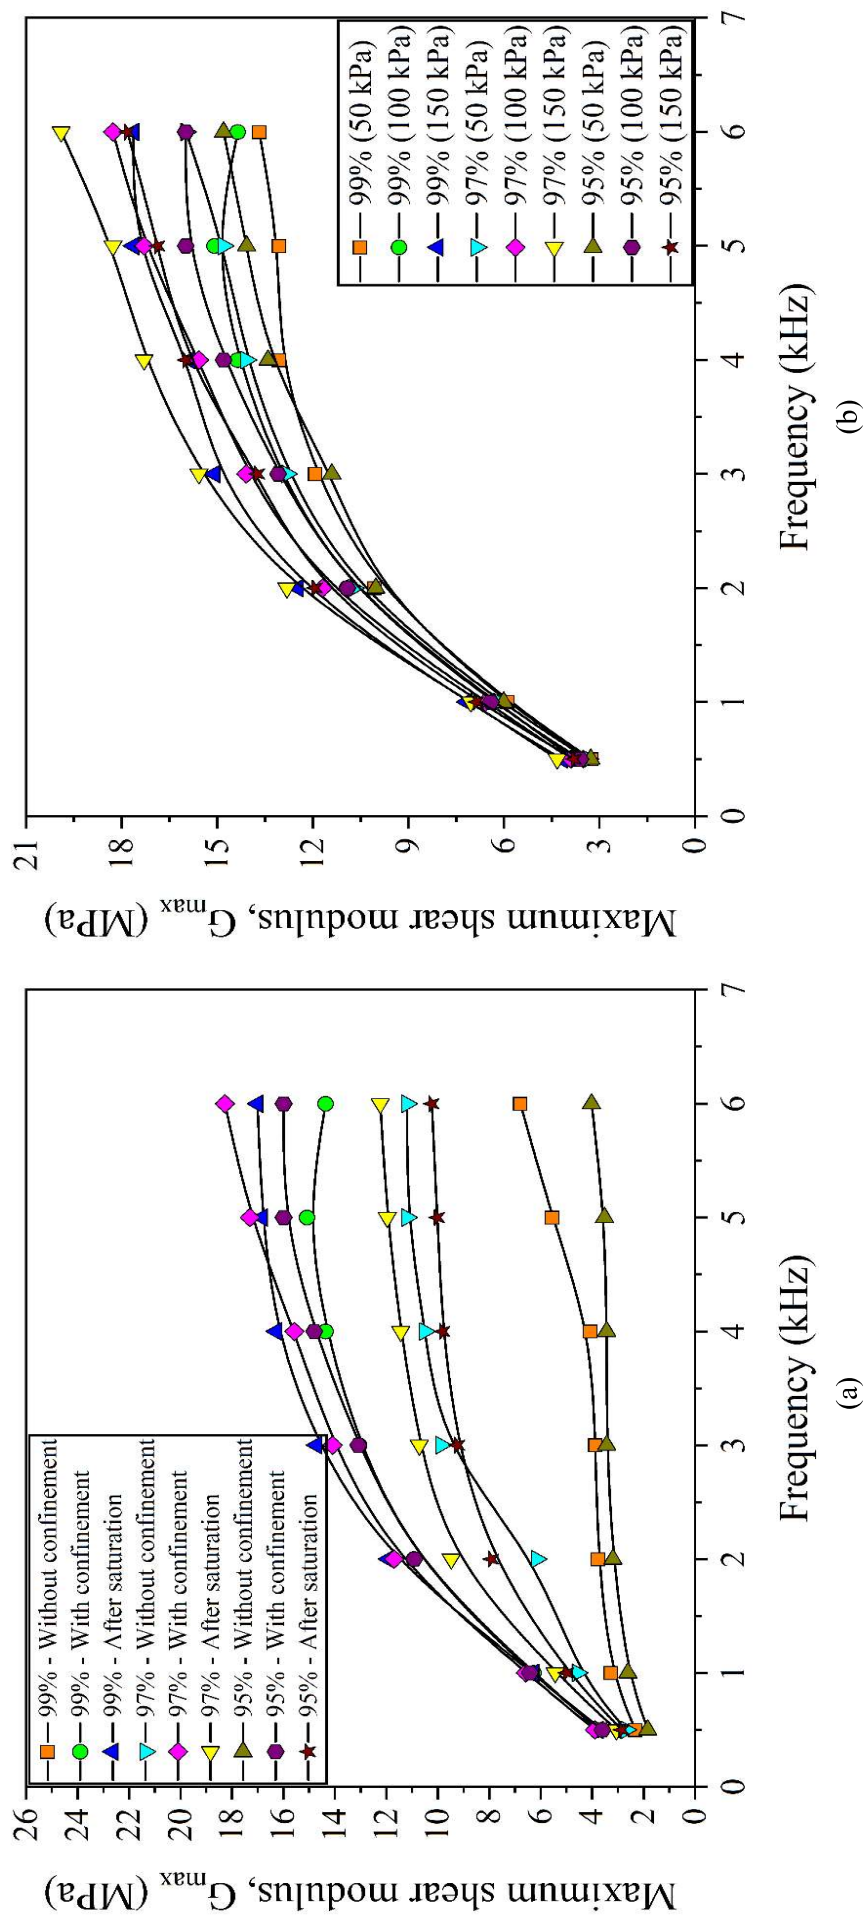 26
24
22
20
18
16
14
12
10
8
6
4
2
0
Maximum shear modulus, Gmax (MPa)
99% - Without confinement
99% - With confinement
99% - After saturation
97% - Without confinement
97% - With confinement
97% - After saturation
95% - Without confinement
95% - With confinement
95% - After saturation
0 1 2 3 4 5 6 7
Frequency (kHz)
(a)
21
18
15
12
9
6
3
0
Maximum shear modulus, Gmax (MPa)
99% (50 kPa)
99% (100 kPa)
99% (150 kPa)
97% (50 kPa)
97% (100 kPa)
97% (150 kPa)
95% (50 kPa)
95% (100 kPa)
95% (150 kPa)
0 1 2 3 4 5 6 7
Frequency (kHz)
(b)